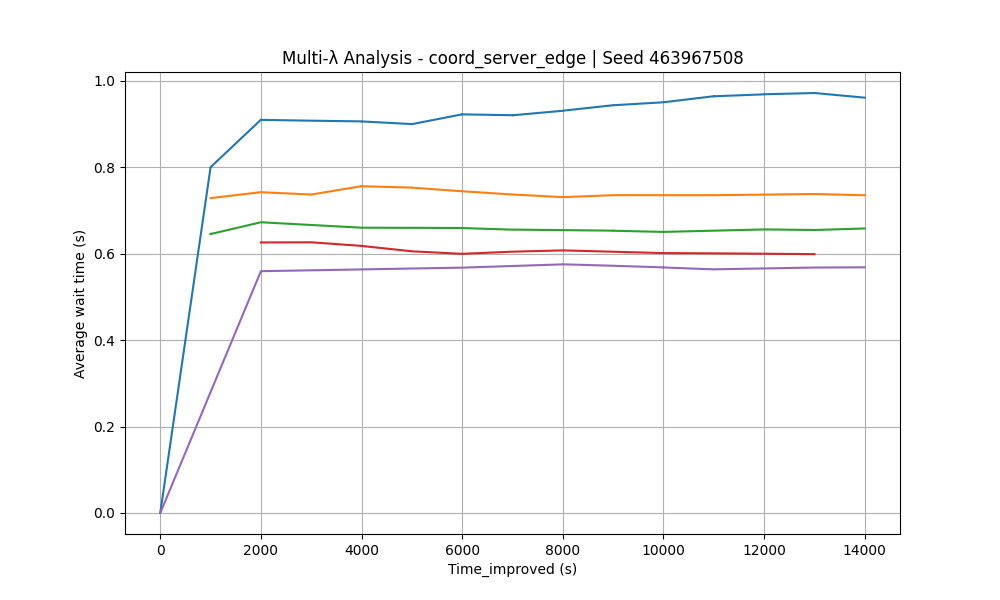 Multi-λ Analysis - coord_server_edge | Seed 463967508
1.0
0.8
0.6
0.4
0.2
0.0
Average wait time (s)
0 2000 4000 6000 8000 10000 12000 14000
Time_improved (s)